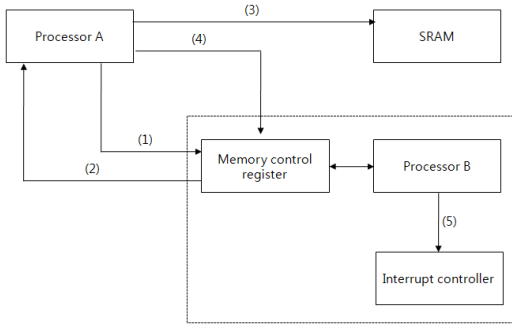 (3)
Processor A
SRAM
(4)
(1)
Memory control
register
Processor B
(2)
(5)
Interrupt controller